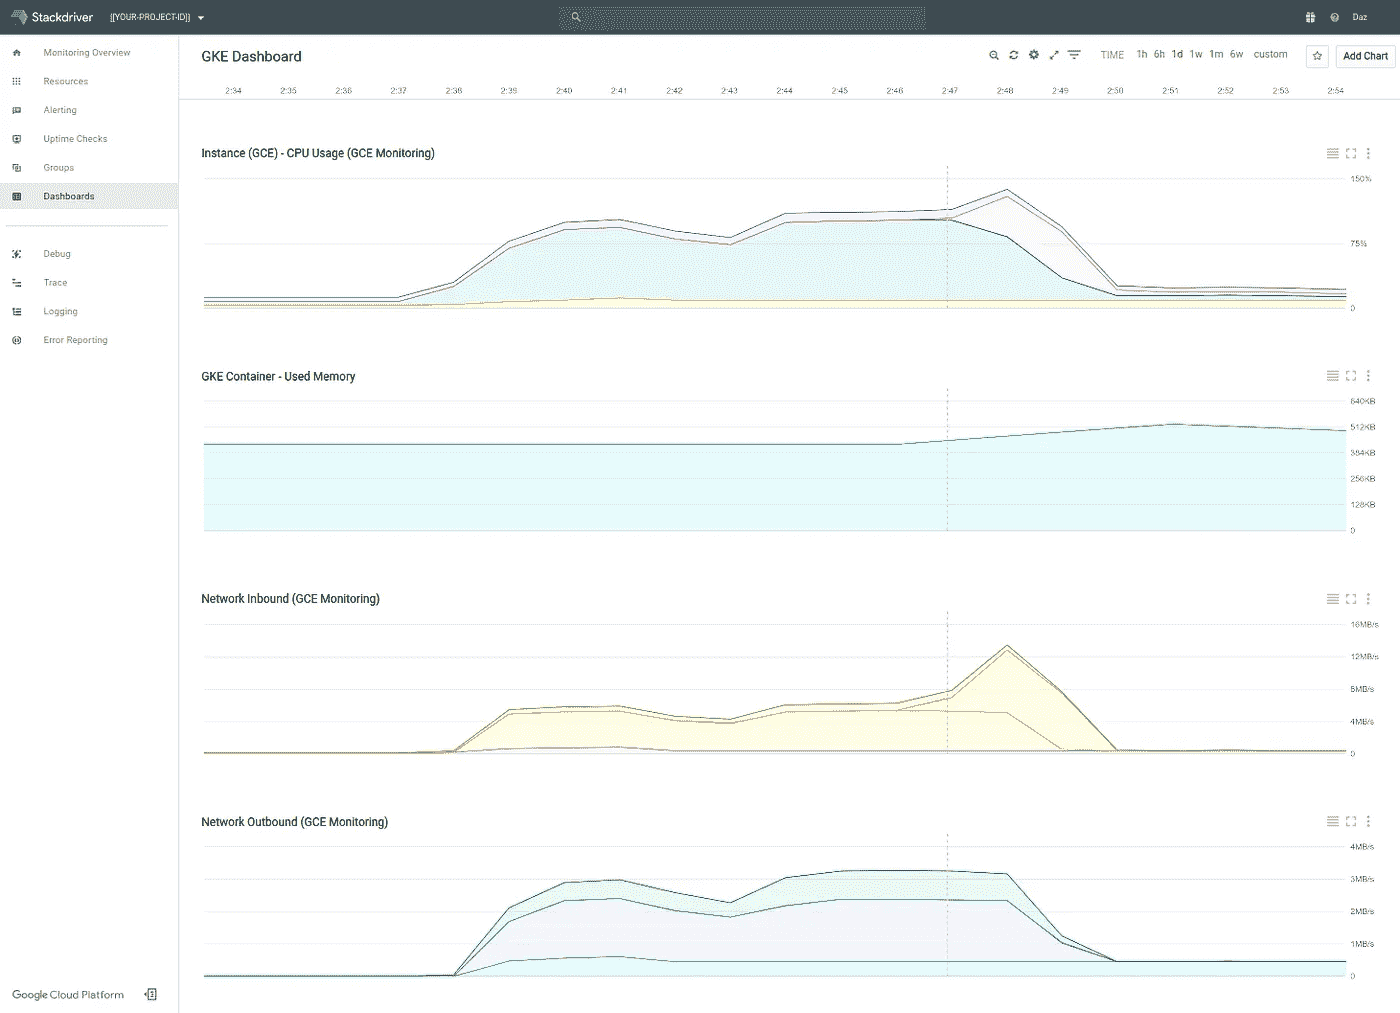 Stackdriver [[YOUR-PROJECT-ID]] Daz
Monitoring Overview
Resources
Alerting
Uptime Checks
Groups
Dashboards
Debug
Trace
Logging
Error Reporting
Google Cloud Platform
GKE Dashboard TIME 1h 6h 1d 1w 1m 6w custom Add Chart
2:34 2:35 2:36 2:37 2:38 2:39 2:40 2:41 2:42 2:43 2:44 2:45 2:46 2:47 2:48 2:49 2:50 2:51 2:52 2:53 2:54
Instance (GCE) - CPU Usage (GCE Monitoring)
150%
75%
0
GKE Container - Used Memory
640KB
512KB
384KB
256KB
128KB
0
Network Inbound (GCE Monitoring)
16MB/s
12MB/s
8MB/s
4MB/s
0
Network Outbound (GCE Monitoring)
4MB/s
3MB/s
2MB/s
1MB/s
0